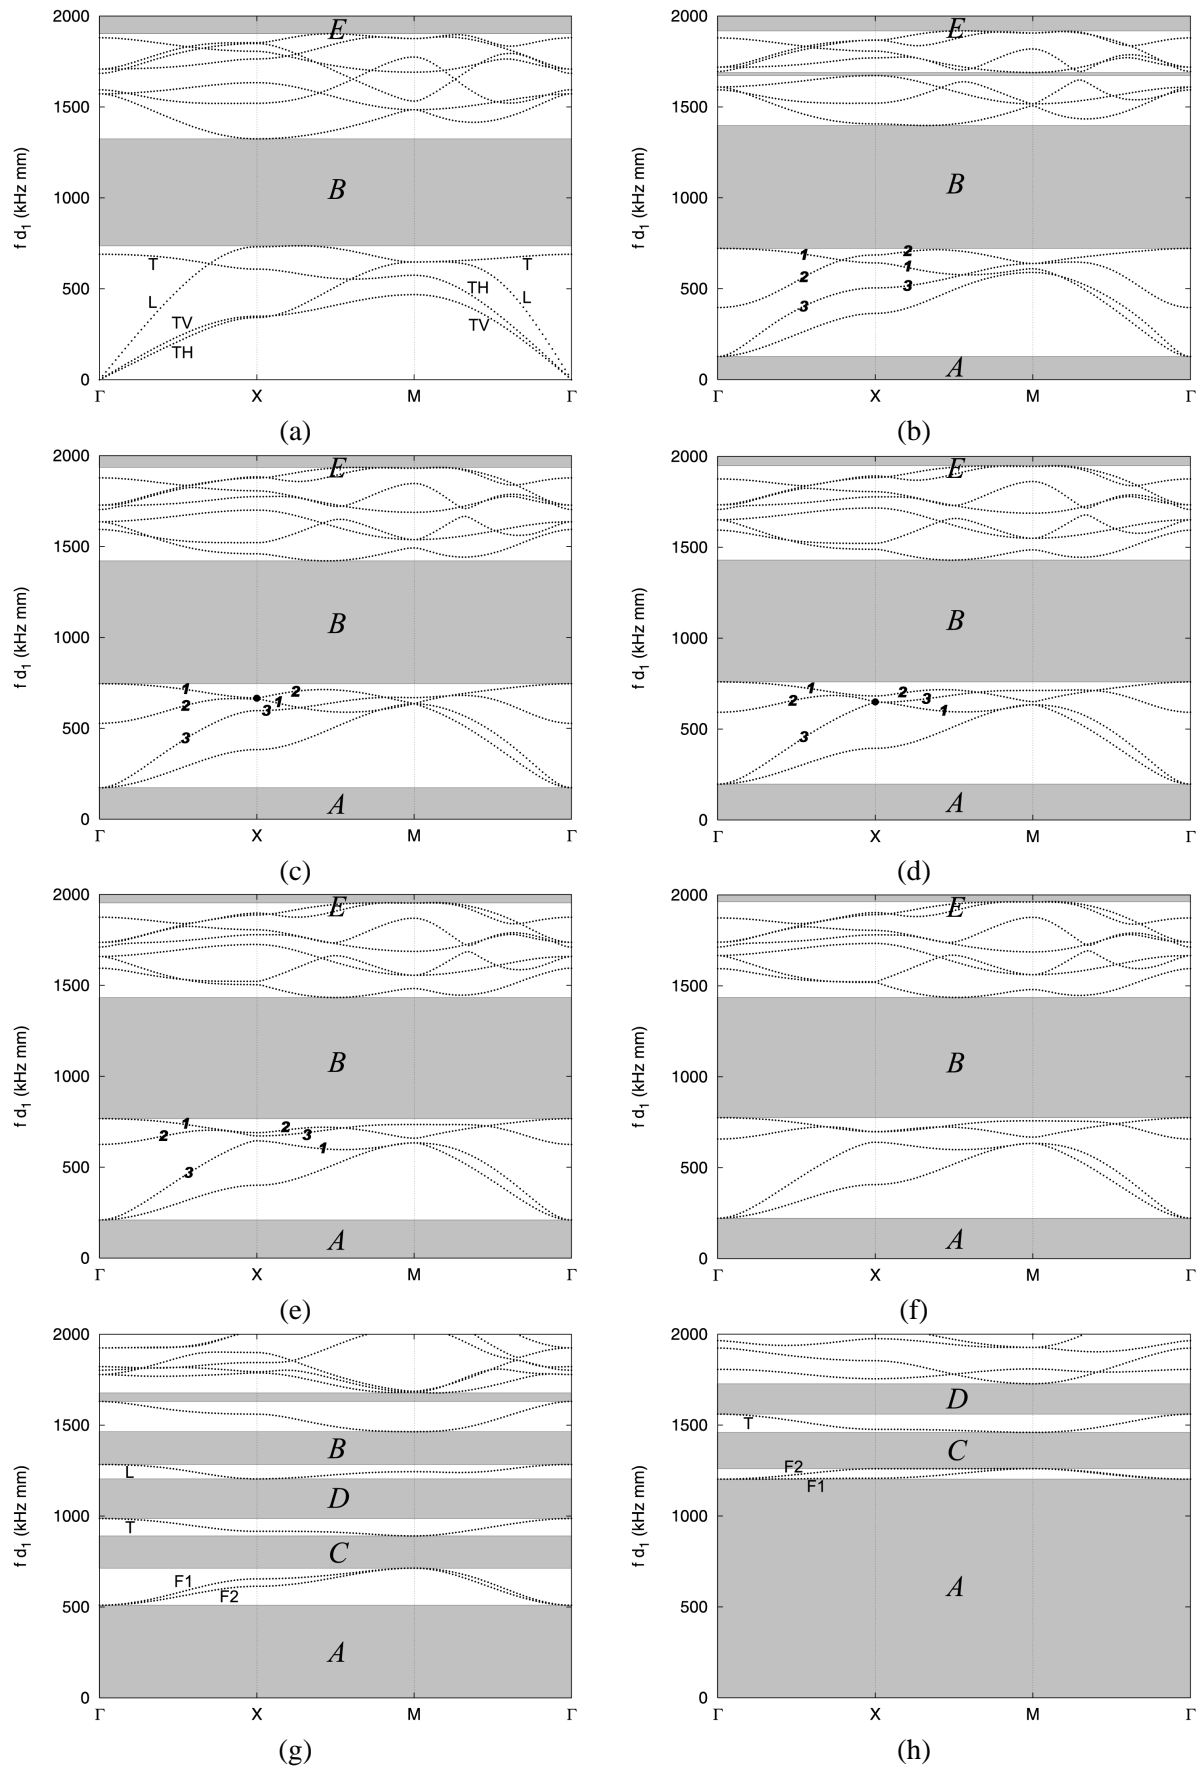 2000
1500
1000
500
0
f d1 (kHz mm)
E
B
T
L
TV
TH
TH
TV
T
L
Γ X M Γ
(a)
2000
1500
1000
500
0
f d1 (kHz mm)
E
B
1
2
3
2
1
3
A
Γ X M Γ
(b)
2000
1500
1000
500
0
f d1 (kHz mm)
E
B
1
2
3
2
1
3
A
Γ X M Γ
(c)
2000
1500
1000
500
0
f d1 (kHz mm)
E
B
1
2
3
2
3
1
A
Γ X M Γ
(d)
2000
1500
1000
500
0
f d1 (kHz mm)
E
B
1
2
3
2
3
1
A
Γ X M Γ
(e)
2000
1500
1000
500
0
f d1 (kHz mm)
E
B
A
Γ X M Γ
(f)
2000
1500
1000
500
0
f d1 (kHz mm)
B
L
D
T
C
F1
F2
A
Γ X M Γ
(g)
2000
1500
1000
500
0
f d1 (kHz mm)
D
T
C
F2
F1
A
Γ X M Γ
(h)